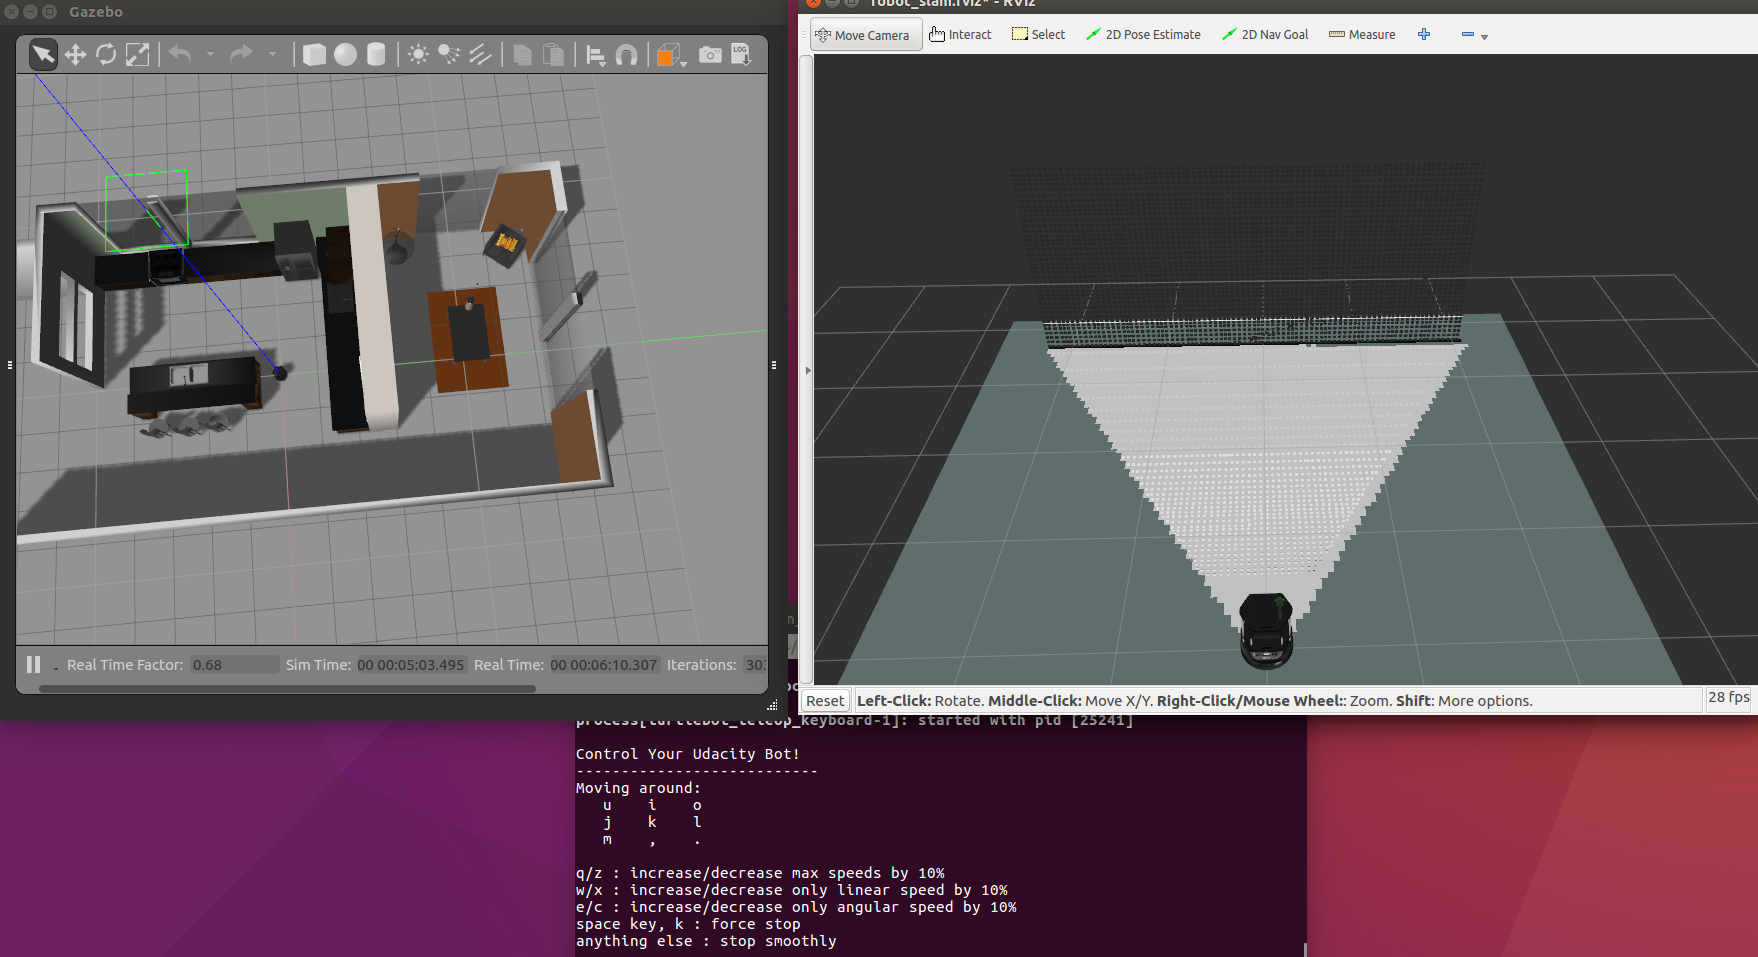 Gazebo
LOG
Real Time Factor: 0.68 Sim Time: 00 00:05:03.495 Real Time: 00 00:06:10.307 Iterations: 303
robot_slam.rviz* - RViz
Move Camera Interact Select 2D Pose Estimate 2D Nav Goal Measure
Reset Left-Click: Rotate. Middle-Click: Move X/Y. Right-Click/Mouse Wheel:: Zoom. Shift: More options. 28 fps
process[turtlebot_teleop_keyboard-1]: started with pid [25241]
Control Your Udacity Bot!
---------------------------
Moving around:
u i o
j k l
m , .
q/z : increase/decrease max speeds by 10%
w/x : increase/decrease only linear speed by 10%
e/c : increase/decrease only angular speed by 10%
space key, k : force stop
anything else : stop smoothly